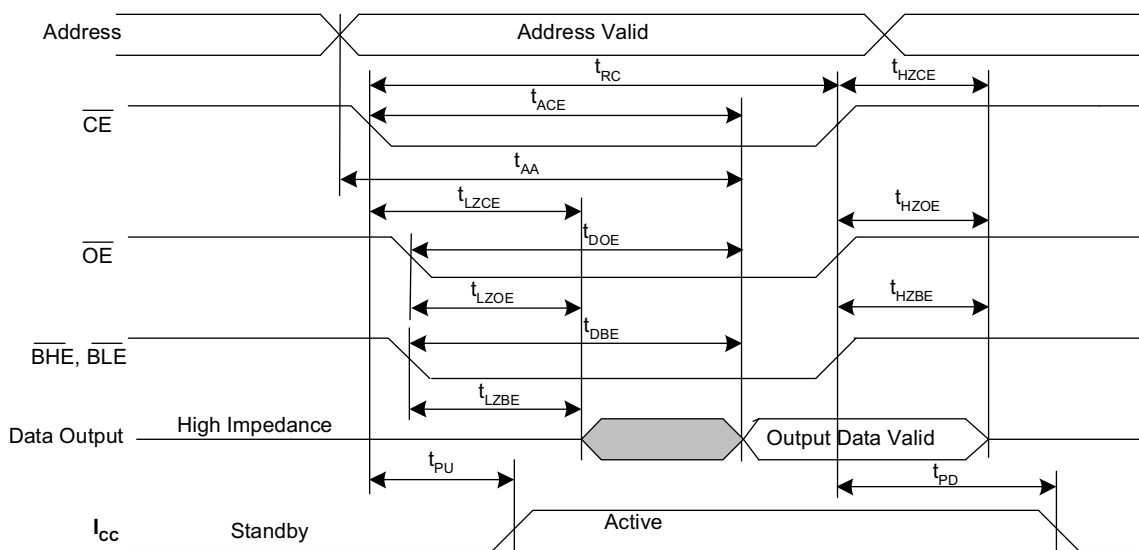 Address
Address Valid
tRC
tHZCE
tACE
CE
tAA
tLZCE
tHZOE
tDOE
OE
tLZOE
tHZBE
tDBE
BHE, BLE
tLZBE
High Impedance
Data Output
Output Data Valid
tPU
tPD
ICC
Standby
Active